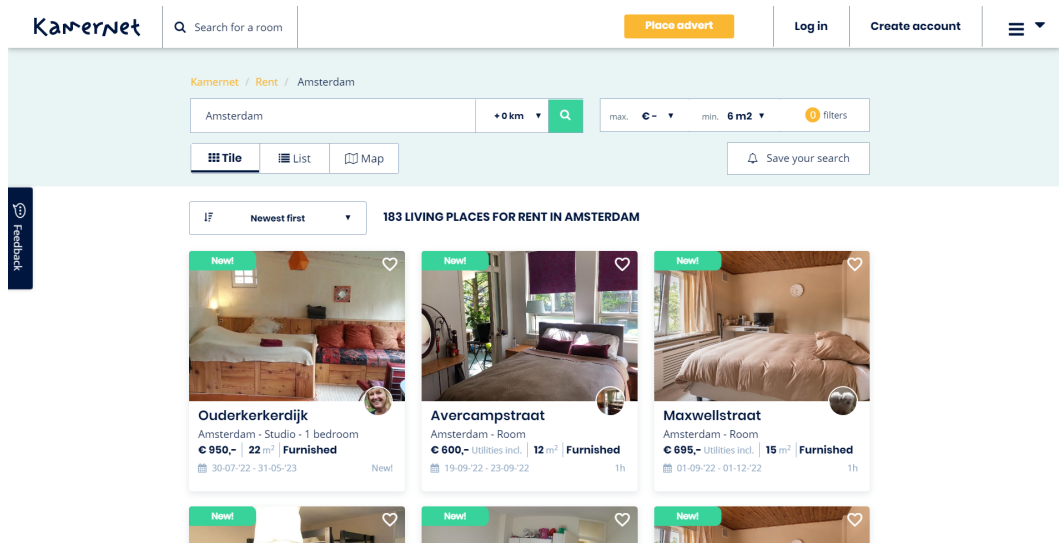 Kamernet
Search for a room
Place advert
Log in
Create account
Kamernet / Rent / Amsterdam
Amsterdam
+ 0 km
max. € -
min. 6 m2
0 filters
Tile
List
Map
Save your search
Feedback
Newest first
183 LIVING PLACES FOR RENT IN AMSTERDAM
New!
New!
New!
Ouderkerkerdijk
Amsterdam - Studio - 1 bedroom
€ 950,- 22 m² Furnished
30-07-'22 - 31-05-'23 New!
Avercampstraat
Amsterdam - Room
€ 600,- Utilities incl. 12 m² Furnished
19-09-'22 - 23-09-'22 1h
Maxwellstraat
Amsterdam - Room
€ 695,- Utilities incl. 15 m² Furnished
01-09-'22 - 01-12-'22 1h
New!
New!
New!